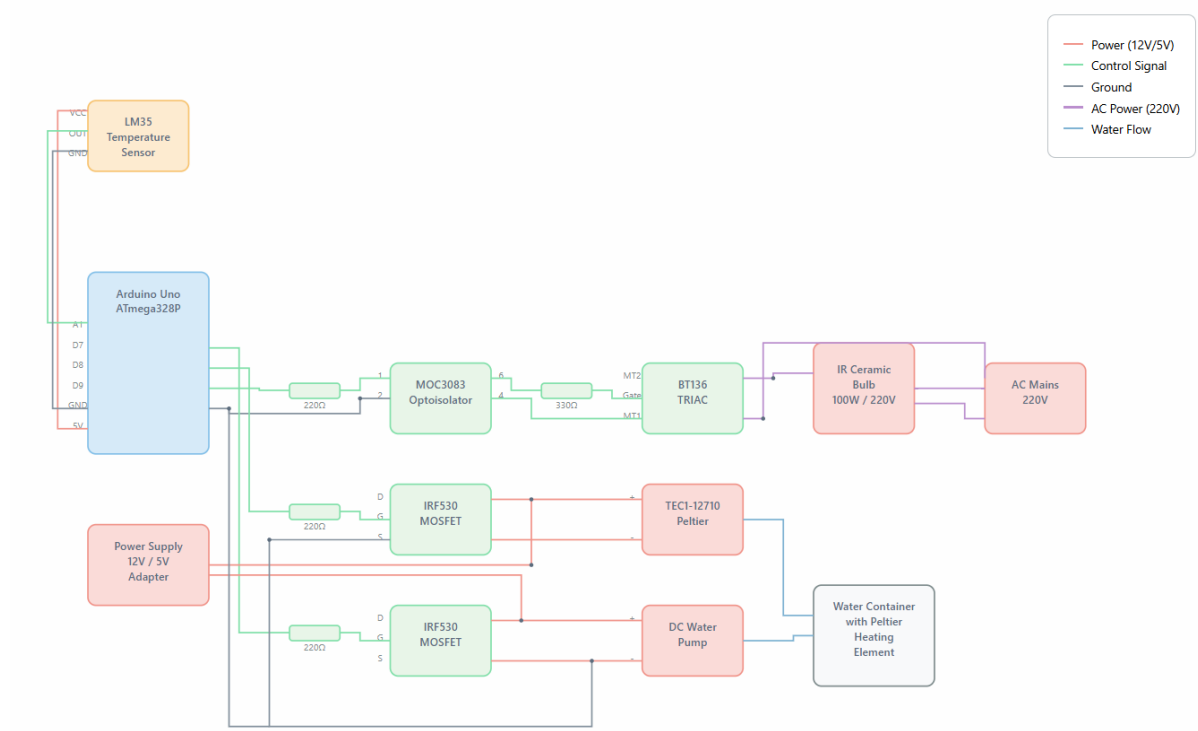 Power (12V/5V)
Control Signal
Ground
AC Power (220V)
Water Flow
VCC
OUT
GND
LM35
Temperature
Sensor
Arduino Uno
ATmega328P
A1
D7
D8
D9
GND
5V
220Ω
1
2
MOC3083
Optoisolator
6
4
330Ω
MT2
Gate
MT1
BT136
TRIAC
IR Ceramic
Bulb
100W / 220V
AC Mains
220V
220Ω
D
G
S
IRF530
MOSFET
+
-
TEC1-12710
Peltier
Power Supply
12V / 5V
Adapter
220Ω
D
G
S
IRF530
MOSFET
+
-
DC Water
Pump
Water Container
with Peltier
Heating
Element